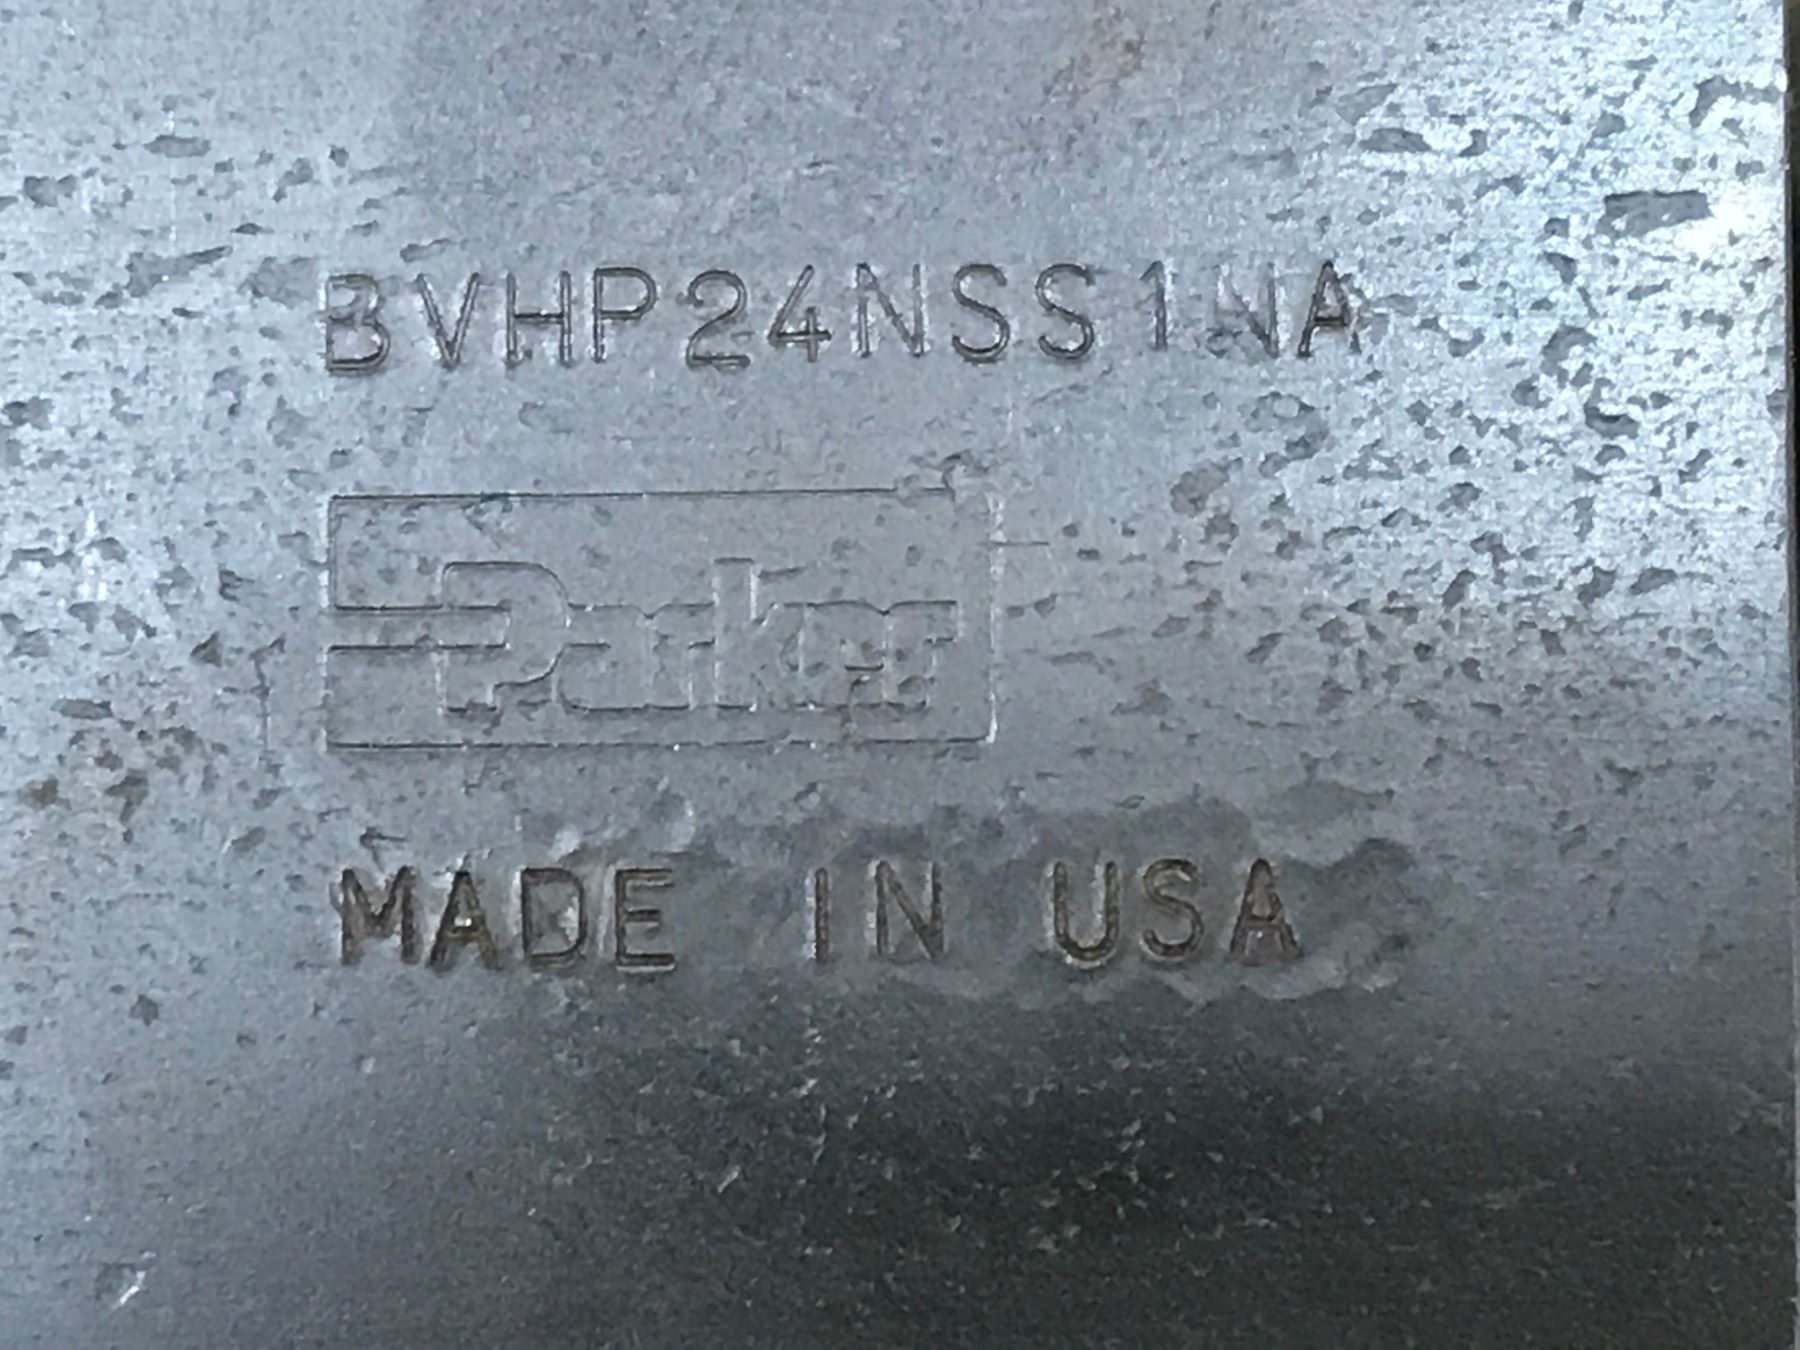 BVHP24NSS1NA
Parker
MADE IN USA